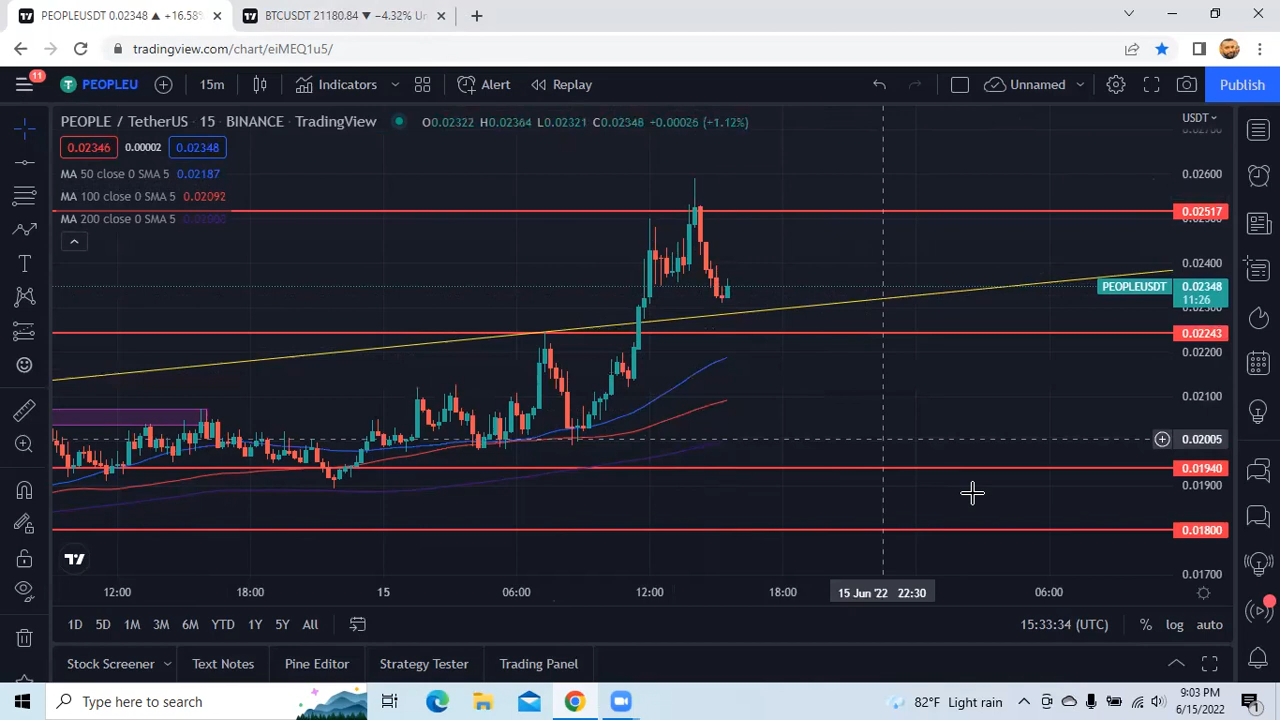 PEOPLEUSDT 0.02348 ▲ +16.58%
BTCUSDT 21180.84 ▼ −4.32% Un
tradingview.com/chart/eiMEQ1u5/
11
PEOPLEU
15m
Indicators
Alert
Replay
Unnamed
Publish
PEOPLE / TetherUS · 15 · BINANCE · TradingView
O0.02322 H0.02364 L0.02321 C0.02348 +0.00026 (+1.12%)
0.02346
0.00002
0.02348
MA 50 close 0 SMA 5 0.02187
MA 100 close 0 SMA 5 0.02092
MA 200 close 0 SMA 5
USDT
0.02600
0.02517
0.02400
PEOPLEUSDT
0.02348
11:26
0.02243
0.02200
0.02100
0.02005
0.01940
0.01900
0.01800
0.01700
12:00
18:00
15
06:00
12:00
18:00
15 Jun '22 22:30
06:00
1D
5D
1M
3M
6M
YTD
1Y
5Y
All
15:33:34 (UTC)
%
log
auto
Stock Screener
Text Notes
Pine Editor
Strategy Tester
Trading Panel
Type here to search
82°F Light rain
9:03 PM
6/15/2022
1